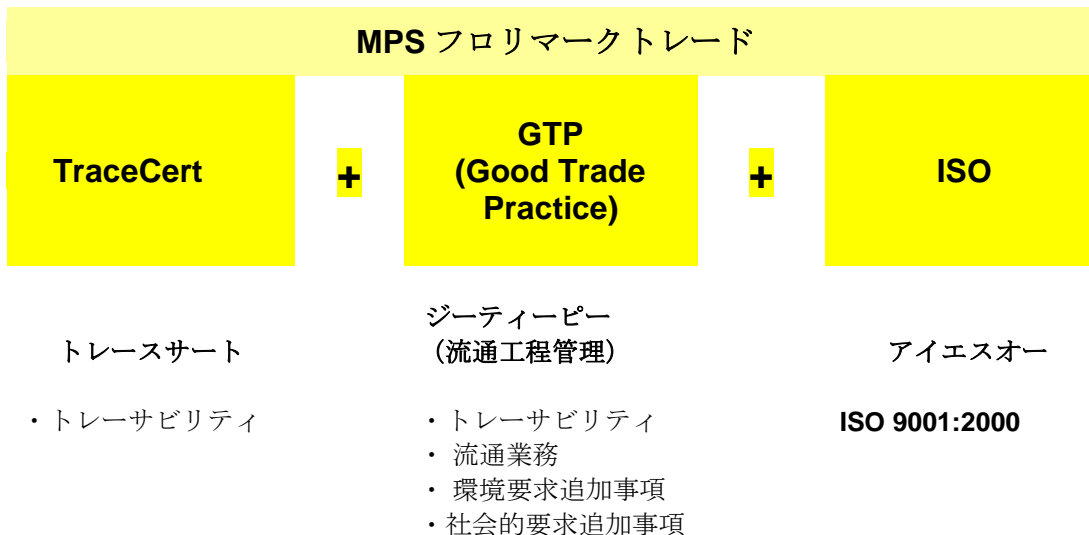 MPS フロリマークトレード
TraceCert
+
GTP
(Good Trade
Practice)
+
ISO
トレースサート
ジーティーピー
（流通工程管理）
アイエスオー
・トレーサビリティ
・トレーサビリティ
・ 流通業務
・ 環境要求追加事項
・社会的要求追加事項
ISO 9001:2000